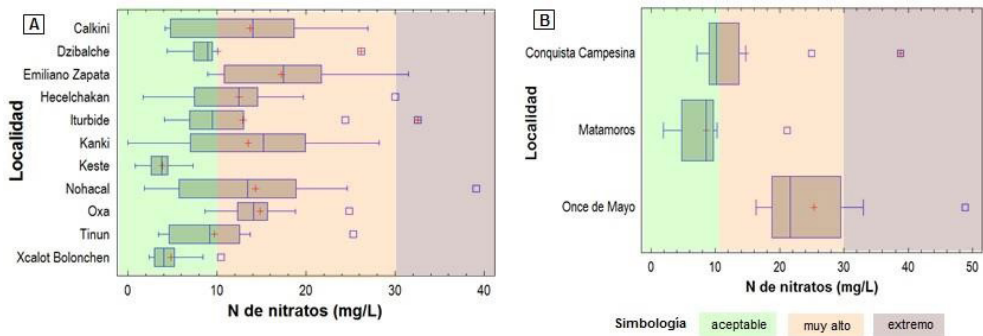 A
Localidad
Calkini
Dzibalche
Emiliano Zapata
Hecelchakan
Iturbide
Kanki
Keste
Nohacal
Oxa
Tinun
Xcalot Bolonchen
0 10 20 30 40
N de nitratos (mg/L)
B
Localidad
Conquista Campesina
Matamoros
Once de Mayo
0 10 20 30 40 50
N de nitratos (mg/L)
Simbología aceptable muy alto extremo